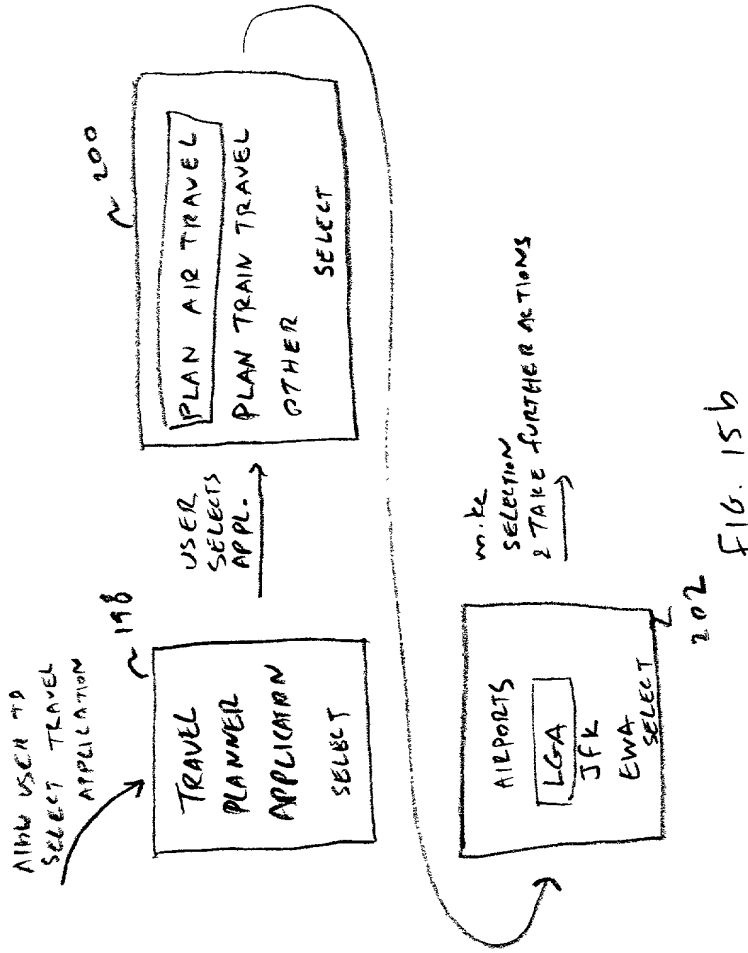 Allow USER TO
SELECT TRAVEL
APPLICATION
198
TRAVEL
PLANNER
APPLICATION
SELECT
USER
SELECTS
APPL.
200
PLAN AIR TRAVEL
PLAN TRAIN TRAVEL
OTHER
SELECT
AIRPORTS
LGA
JFK
EWA
SELECT
202
make
SELECTION
& TAKE FURTHER ACTIONS
FIG. 15b